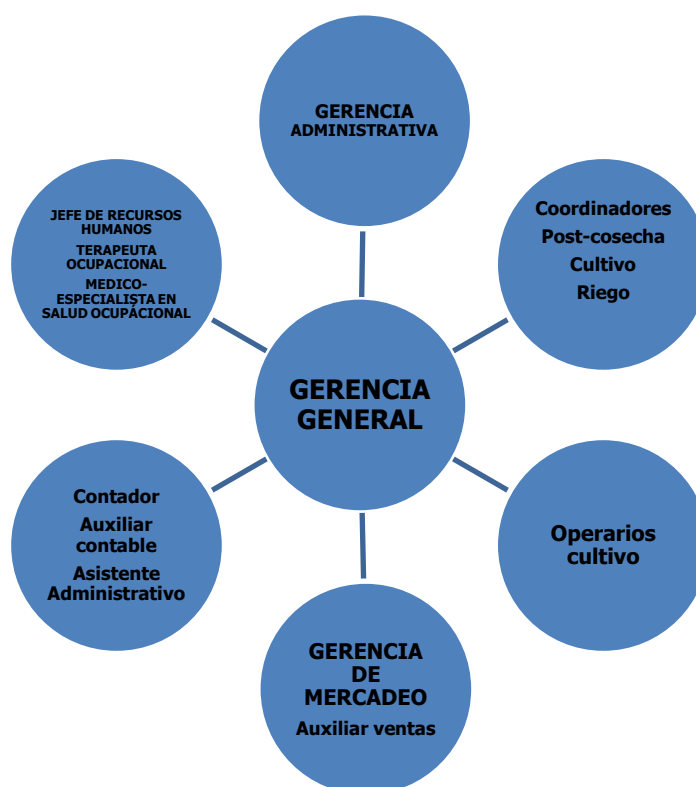 GERENCIA
ADMINISTRATIVA
JEFE DE RECURSOS
HUMANOS
TERAPEUTA
OCUPACIONAL
MEDICO-
ESPECIALISTA EN
SALUD OCUPACIONAL
Coordinadores
Post-cosecha
Cultivo
Riego
GERENCIA
GENERAL
Contador
Auxiliar
contable
Asistente
Administrativo
Operarios
cultivo
GERENCIA
DE
MERCADEO
Auxiliar ventas